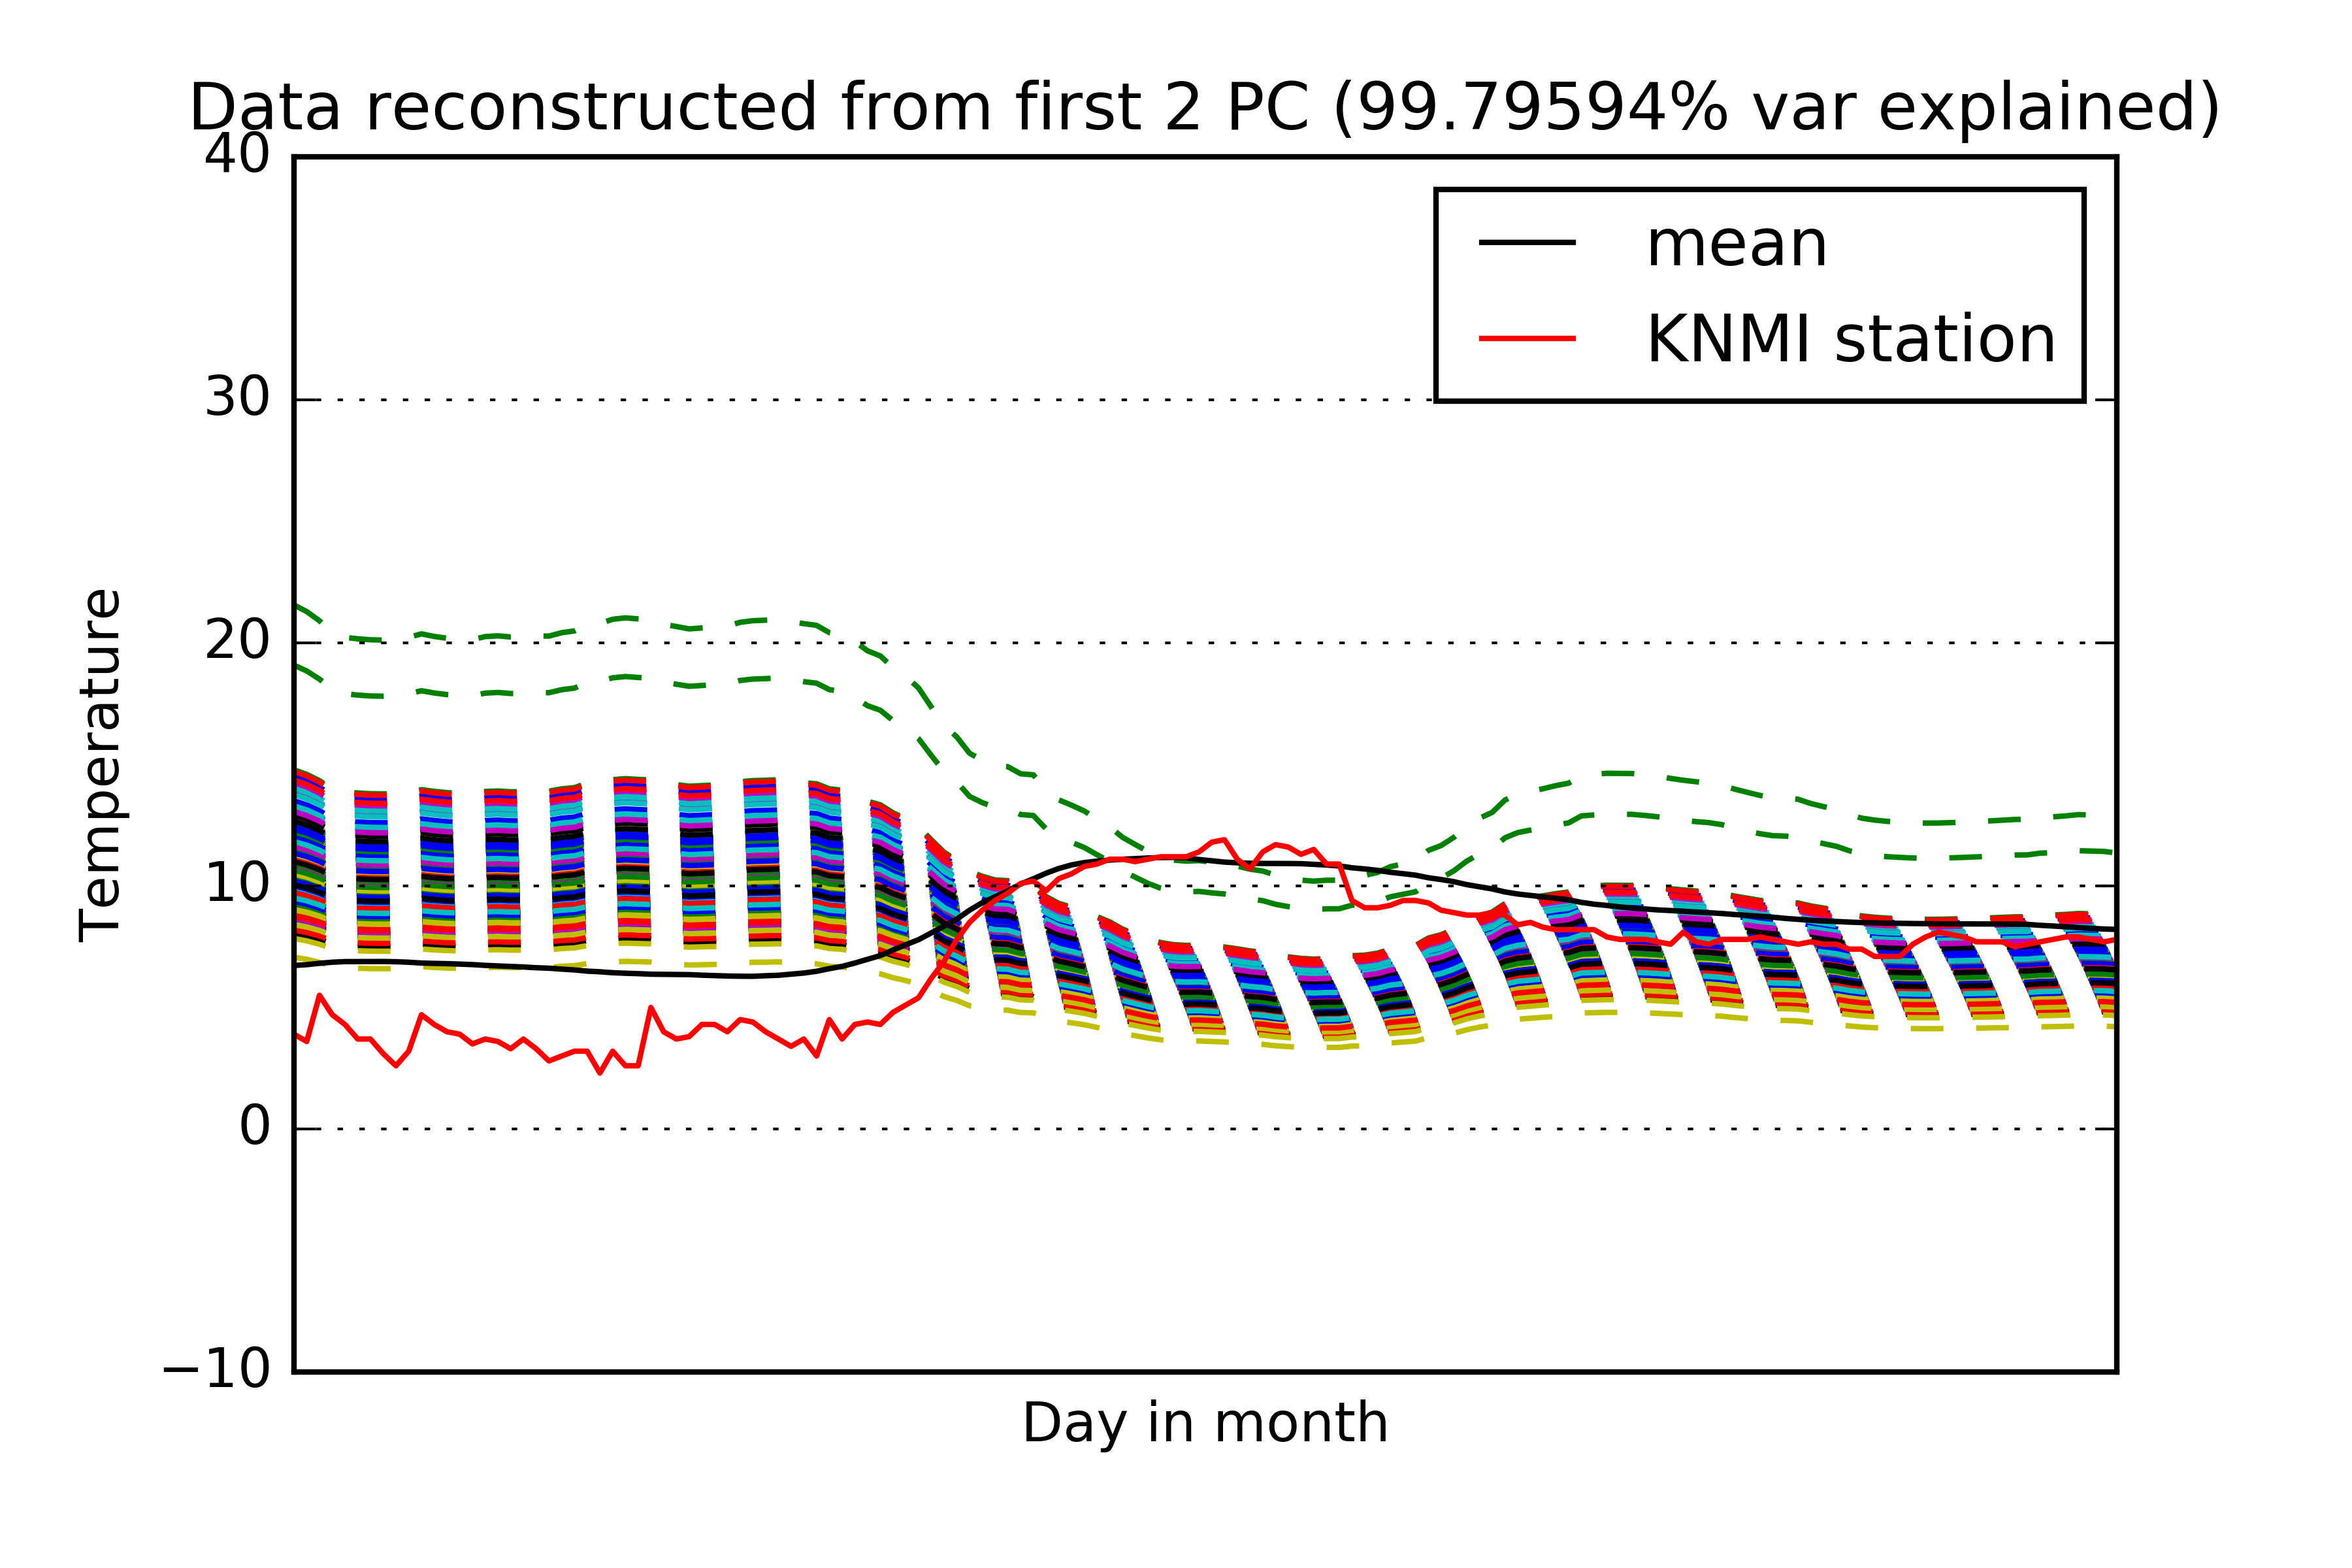 Data reconstructed from first 2 PC (99.79594% var explained)
40
30
20
10
0
−10
Temperature
Day in month
mean
KNMI station